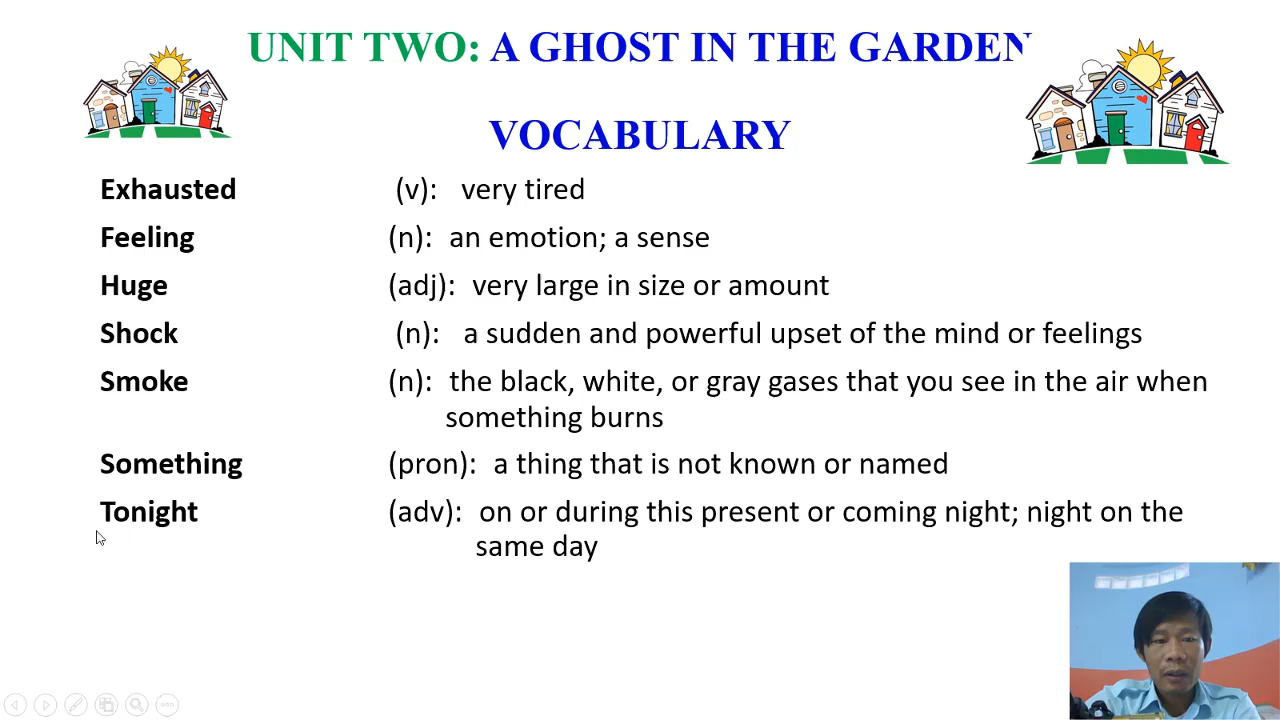 UNIT TWO: A GHOST IN THE GARDEN
VOCABULARY
Exhausted (v): very tired
Feeling (n): an emotion; a sense
Huge (adj): very large in size or amount
Shock (n): a sudden and powerful upset of the mind or feelings
Smoke (n): the black, white, or gray gases that you see in the air when
something burns
Something (pron): a thing that is not known or named
Tonight (adv): on or during this present or coming night; night on the
same day